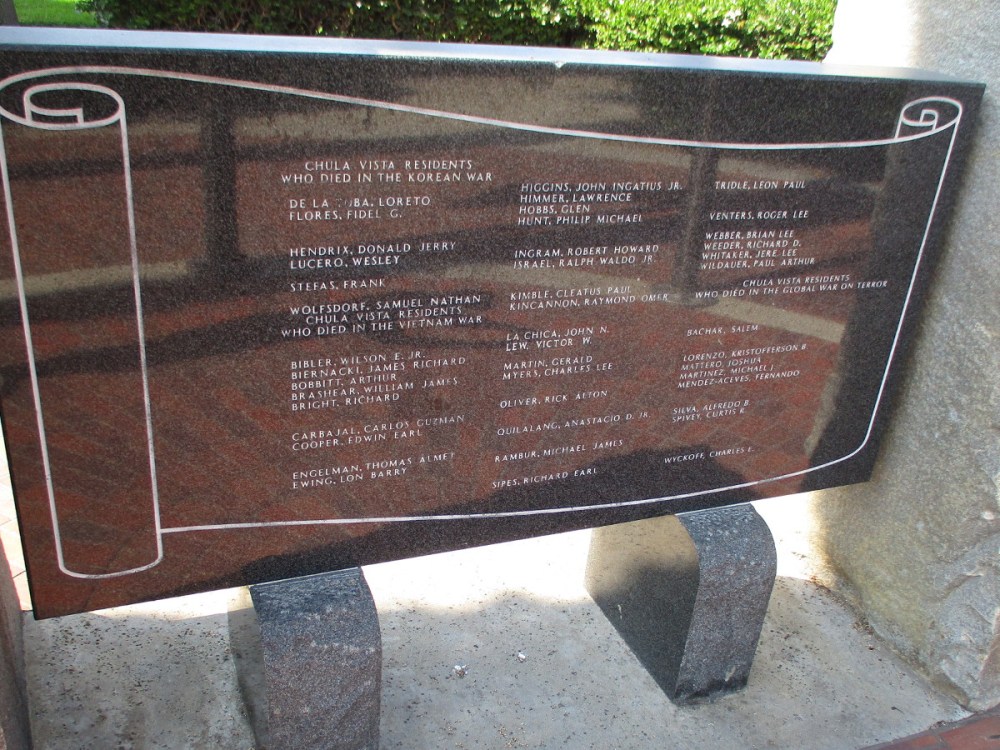 CHULA VISTA RESIDENTS
WHO DIED IN THE KOREAN WAR
DE LA LORETO
FLORES, FIDEL G.
HENDRIX, DONALD JERRY
LUCERO, WESLEY
STEFAS, FRANK
WOLFSDORF, SAMUEL NATHAN
CHULA VISTA RESIDENTS
WHO DIED IN THE VIETNAM WAR
BIBLER, WILSON E. JR.
BIERNACKI, JAMES RICHARD
BOBBITT, ARTHUR
BRASHEAR, WILLIAM JAMES
BRIGHT, RICHARD
CARBAJAL, CARLOS GUZMAN
COOPER, EDWIN EARL
ENGELMAN, THOMAS ALMET
EWING, LON BARRY
HIGGINS, JOHN INGATIUS JR.
HIMMER, LAWRENCE
HOBBS, GLEN
HUNT, PHILIP MICHAEL
INGRAM, ROBERT HOWARD
ISRAEL, RALPH WALDO JR.
KIMBLE, CLEATUS PAUL
KINCANNON, RAYMOND OMER
LA CHICA, JOHN N.
LEW, VICTOR W.
MARTIN, GERALD
MYERS, CHARLES LEE
OLIVER, RICK ALTON
QUILALANG, ANASTACIO D. JR.
RAMBUR, MICHAEL JAMES
SIPES, RICHARD EARL
TRIDLE, LEON PAUL
VENTERS, ROGER LEE
WEBBER, BRIAN LEE
WEEDER, RICHARD D.
WHITAKER, JERE LEE
WILDAUER, PAUL ARTHUR
CHULA VISTA RESIDENTS
WHO DIED IN THE GLOBAL WAR ON TERROR
BACHAR, SALEM
LORENZO, KRISTOFFERSON B.
MATTERO, JOSHUA
MARTINEZ, MICHAEL J.
MENDEZ-ACEVES, FERNANDO
SILVA, ALFREDO B.
SPIVEY, CURTIS R.
WYCKOFF, CHARLES E.